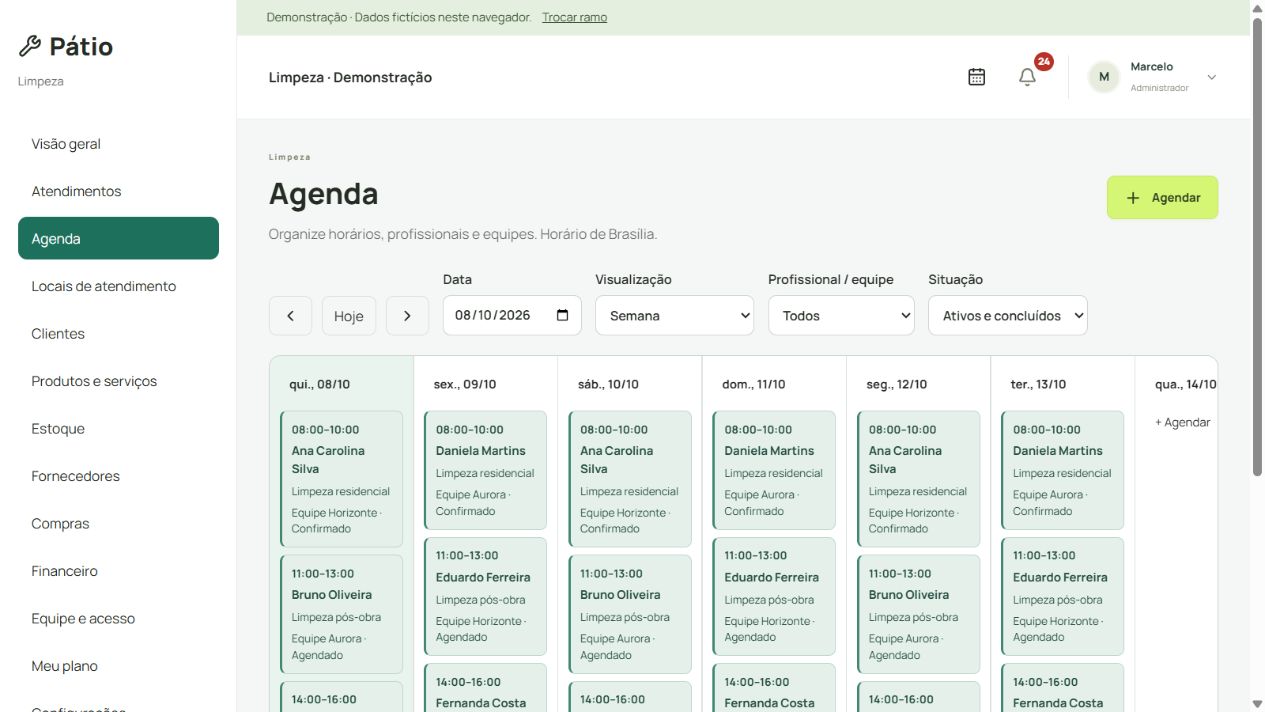 Pátio
Limpeza
Visão geral
Atendimentos
Agenda
Locais de atendimento
Clientes
Produtos e serviços
Estoque
Fornecedores
Compras
Financeiro
Equipe e acesso
Meu plano
Configurações
Demonstração · Dados fictícios neste navegador. Trocar ramo
Limpeza · Demonstração
24
M
Marcelo
Administrador
Limpeza
Agenda
Organize horários, profissionais e equipes. Horário de Brasília.
+ Agendar
Data
Visualização
Profissional / equipe
Situação
Hoje
08/10/2026
Semana
Todos
Ativos e concluídos
qui., 08/10
08:00–10:00
Ana Carolina
Silva
Limpeza residencial
Equipe Horizonte ·
Confirmado
11:00–13:00
Bruno Oliveira
Limpeza pós-obra
Equipe Aurora ·
Agendado
14:00–16:00
sex., 09/10
08:00–10:00
Daniela Martins
Limpeza residencial
Equipe Aurora ·
Confirmado
11:00–13:00
Eduardo Ferreira
Limpeza pós-obra
Equipe Horizonte ·
Agendado
14:00–16:00
Fernanda Costa
sáb., 10/10
08:00–10:00
Ana Carolina
Silva
Limpeza residencial
Equipe Horizonte ·
Confirmado
11:00–13:00
Bruno Oliveira
Limpeza pós-obra
Equipe Aurora ·
Agendado
14:00–16:00
dom., 11/10
08:00–10:00
Daniela Martins
Limpeza residencial
Equipe Aurora ·
Confirmado
11:00–13:00
Eduardo Ferreira
Limpeza pós-obra
Equipe Horizonte ·
Agendado
14:00–16:00
Fernanda Costa
seg., 12/10
08:00–10:00
Ana Carolina
Silva
Limpeza residencial
Equipe Horizonte ·
Confirmado
11:00–13:00
Bruno Oliveira
Limpeza pós-obra
Equipe Aurora ·
Agendado
14:00–16:00
ter., 13/10
08:00–10:00
Daniela Martins
Limpeza residencial
Equipe Aurora ·
Confirmado
11:00–13:00
Eduardo Ferreira
Limpeza pós-obra
Equipe Horizonte ·
Agendado
14:00–16:00
Fernanda Costa
qua., 14/10
+ Agendar